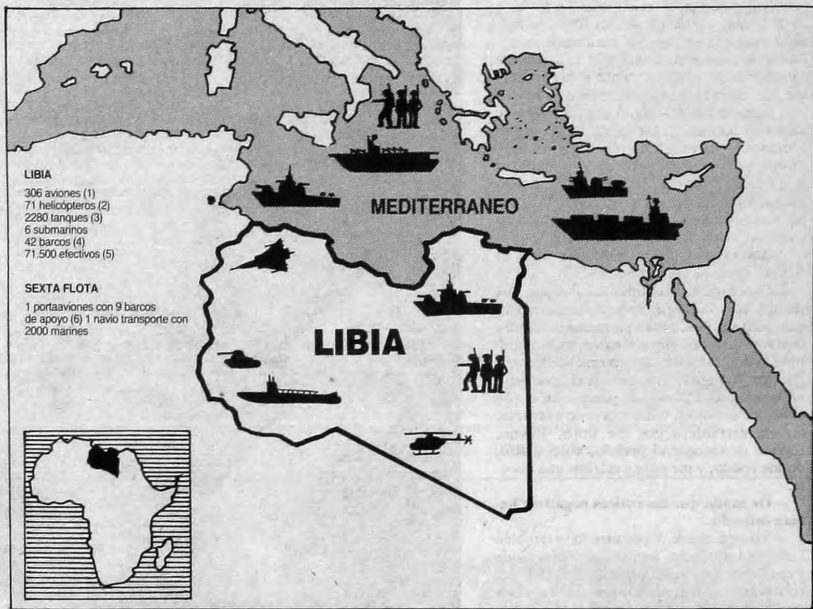 LIBIA
306 aviones (1)
71 helicópteros (2)
2280 tanques (3)
6 submarinos
42 barcos (4)
71.500 efectivos (5)
SEXTA FLOTA
1 portaaviones con 9 barcos
de apoyo (6) 1 navío transporte con
2000 marines
MEDITERRANEO
LIBIA